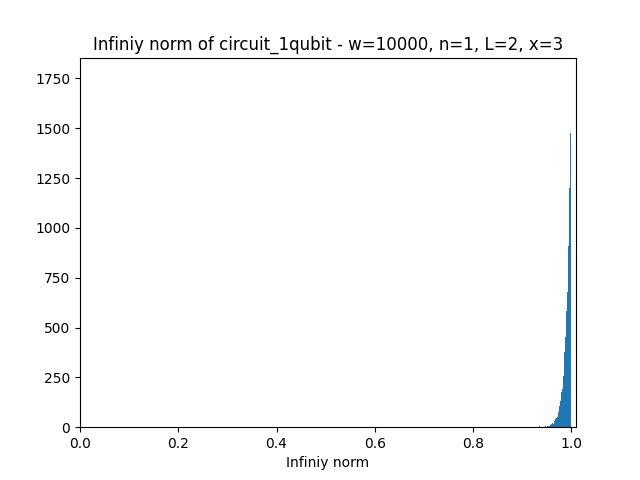 Infiniy norm of circuit_1qubit - w=10000, n=1, L=2, x=3
1750
1500
1250
1000
750
500
250
0
0.0 0.2 0.4 0.6 0.8 1.0
Infiniy norm